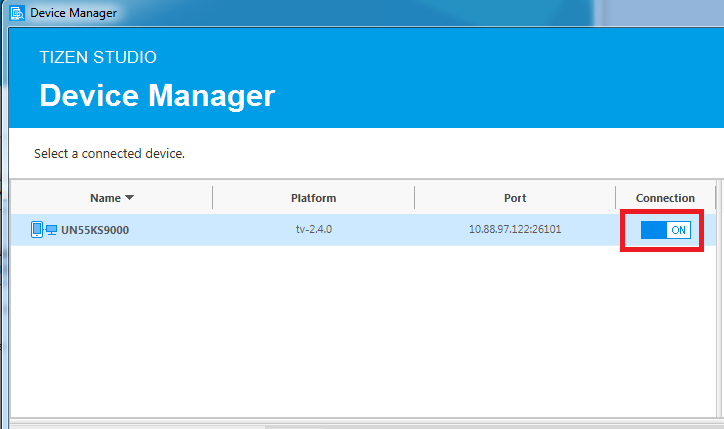 Device Manager
TIZEN STUDIO
Device Manager
Select a connected device.
Name Platform Port Connection
UN55KS9000 tv-2.4.0 10.88.97.122:26101 ON